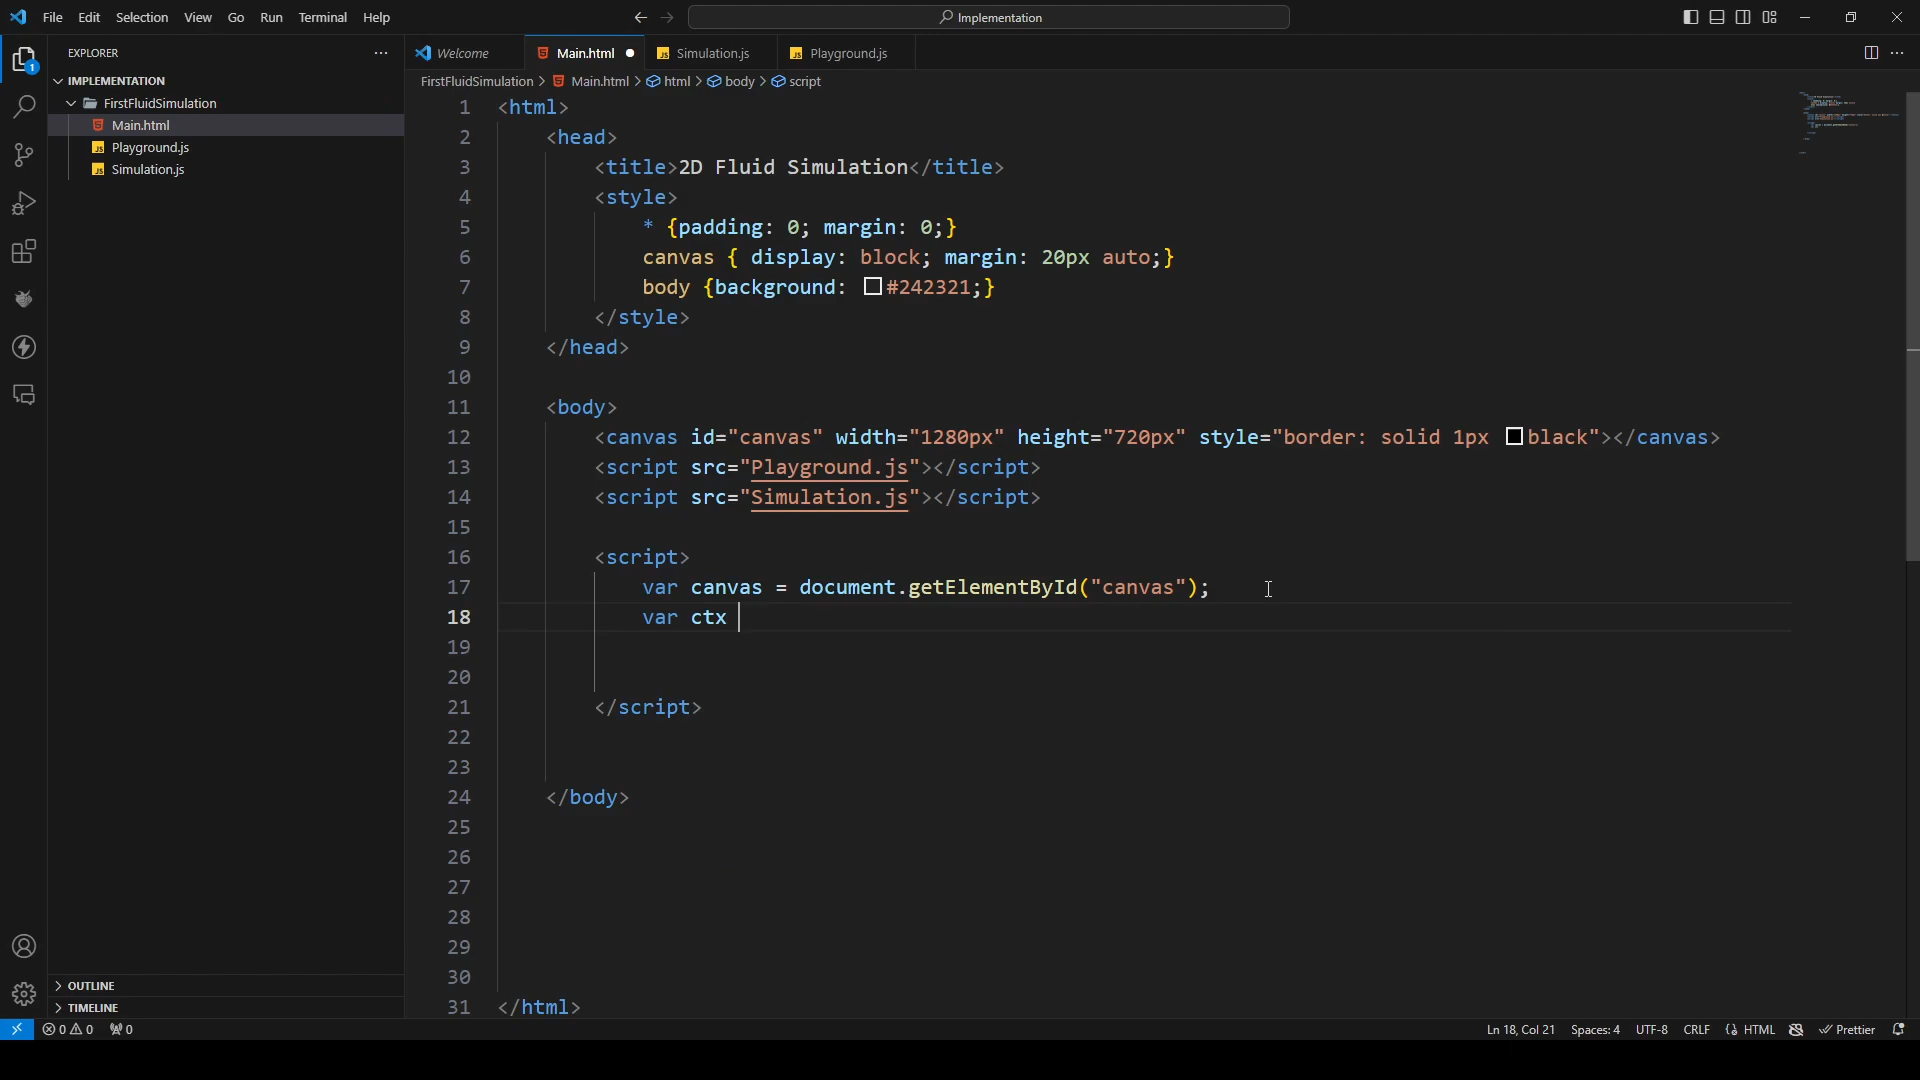 File Edit Selection View Go Run Terminal Help
Implementation
EXPLORER
1
IMPLEMENTATION
FirstFluidSimulation
Main.html
JS Playground.js
JS Simulation.js
OUTLINE
TIMELINE
Welcome Main.html JS Simulation.js JS Playground.js
FirstFluidSimulation > Main.html > html > body > script
1 <html>
2 <head>
3 <title>2D Fluid Simulation</title>
4 <style>
5 * {padding: 0; margin: 0;}
6 canvas { display: block; margin: 20px auto;}
7 body {background: #242321;}
8 </style>
9 </head>
10
11 <body>
12 <canvas id="canvas" width="1280px" height="720px" style="border: solid 1px black"></canvas>
13 <script src="Playground.js"></script>
14 <script src="Simulation.js"></script>
15
16 <script>
17 var canvas = document.getElementById("canvas");
18 var ctx
19
20
21 </script>
22
23
24 </body>
25
26
27
28
29
30
31 </html>
0 0 0
Ln 18, Col 21 Spaces: 4 UTF-8 CRLF HTML Prettier